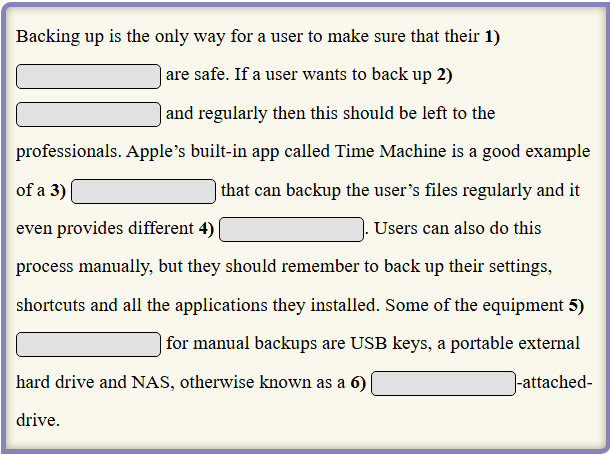 Backing up is the only way for a user to make sure that their 1)
are safe. If a user wants to back up 2)
and regularly then this should be left to the
professionals. Apple’s built-in app called Time Machine is a good example
of a 3) that can backup the user’s files regularly and it
even provides different 4) . Users can also do this
process manually, but they should remember to back up their settings,
shortcuts and all the applications they installed. Some of the equipment 5)
for manual backups are USB keys, a portable external
hard drive and NAS, otherwise known as a 6) -attached-
drive.